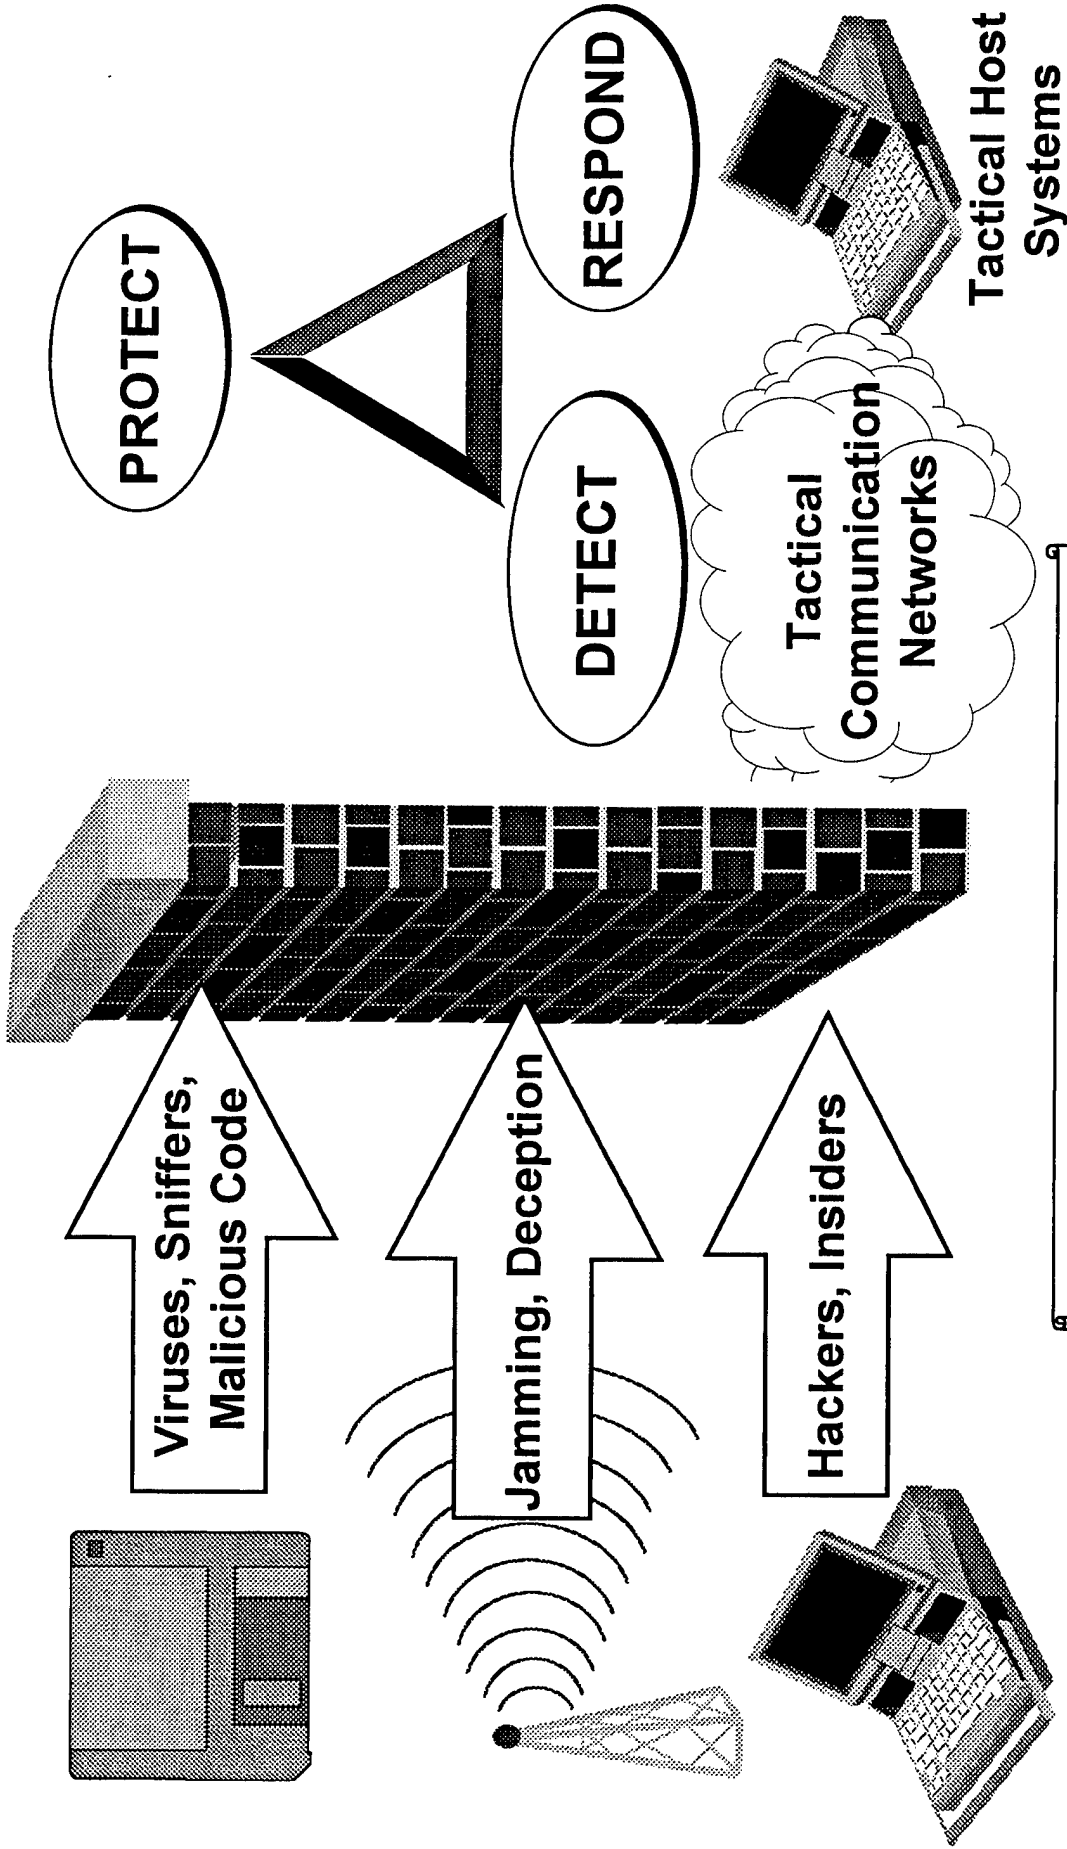 Viruses, Sniffers,
Malicious Code
Jamming, Deception
Hackers, Insiders
PROTECT
DETECT
RESPOND
Tactical
Communication
Networks
Tactical Host
Systems